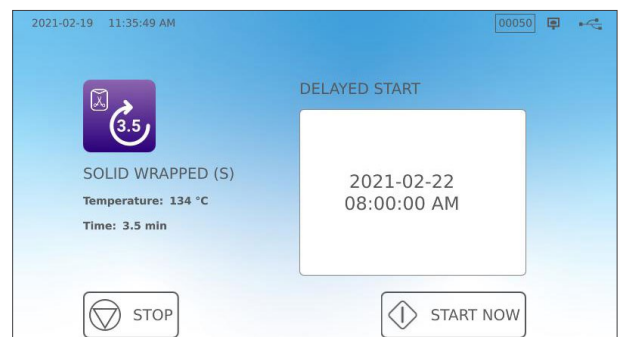 2021-02-19 11:35:49 AM 00050
DELAYED START
3.5
SOLID WRAPPED (S)
Temperature: 134 °C
Time: 3.5 min
2021-02-22
08:00:00 AM
STOP
START NOW